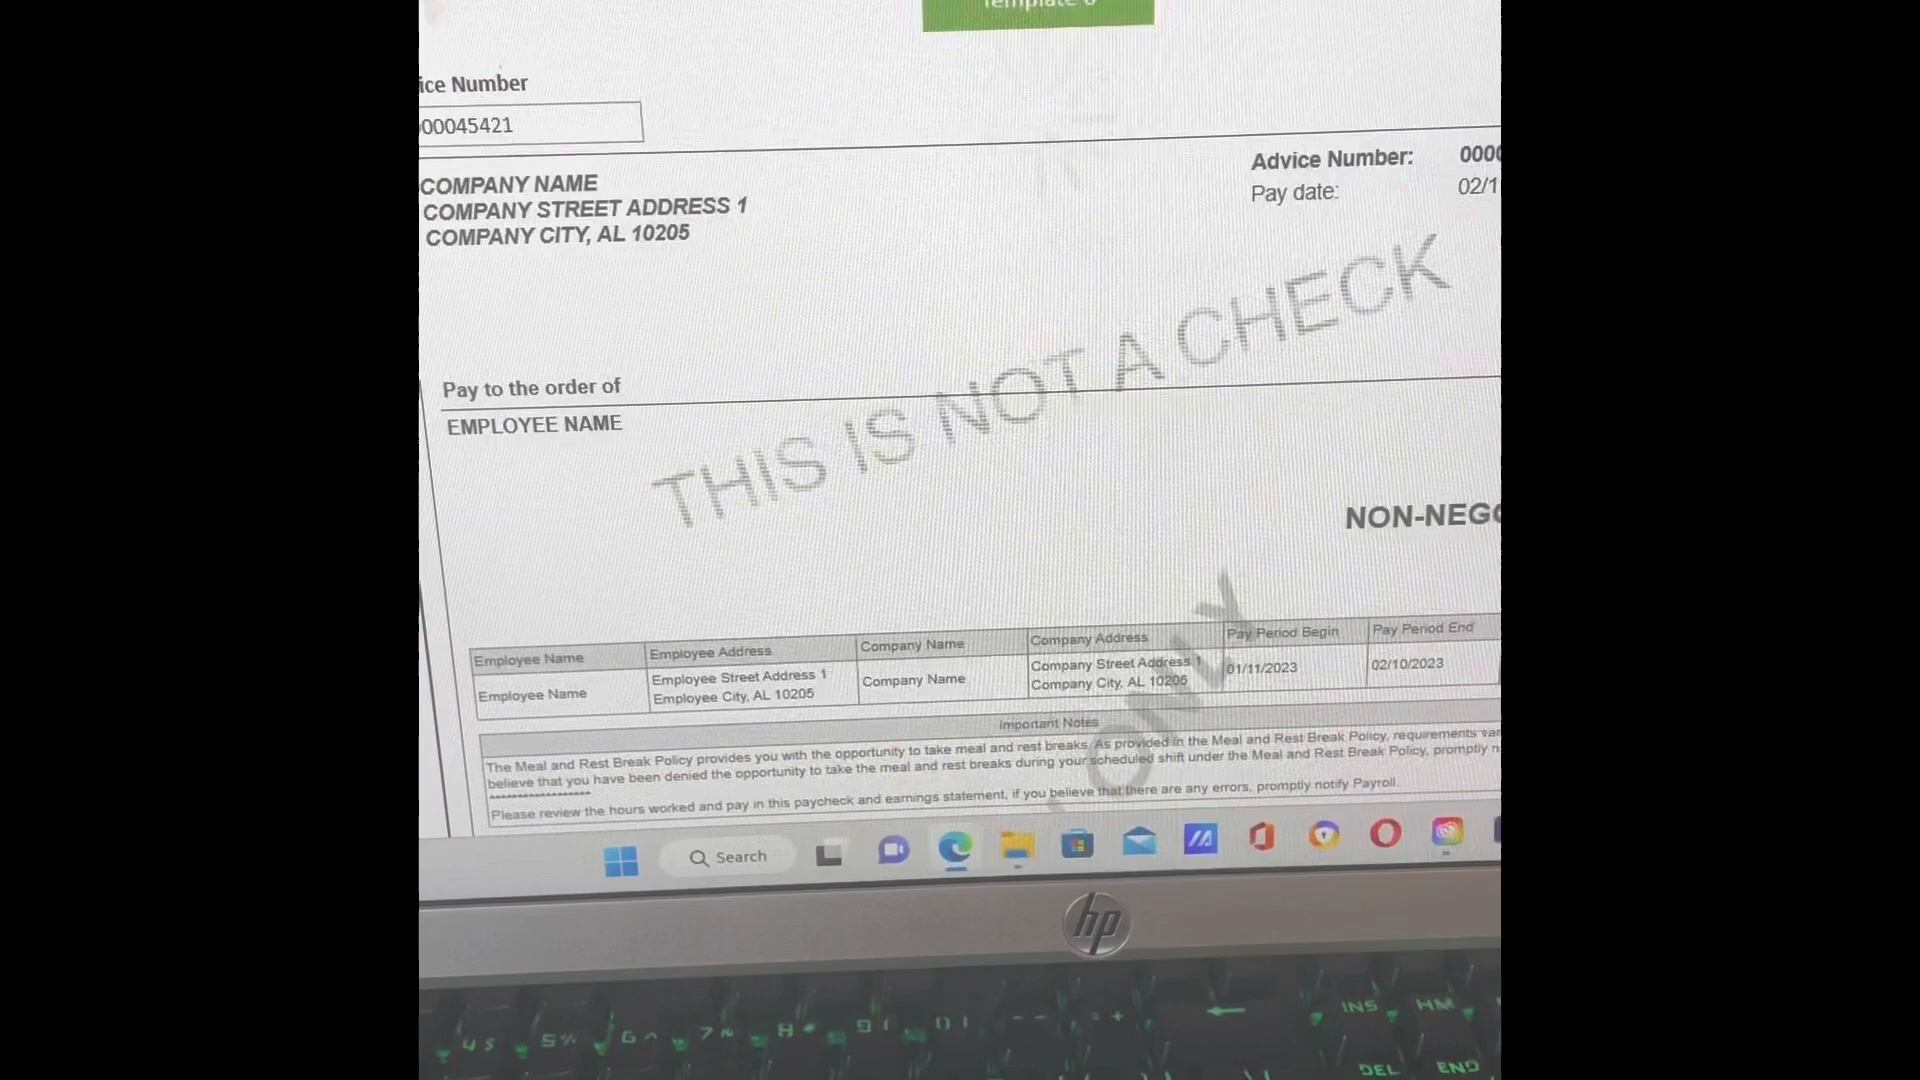 ice Number
00045421
COMPANY NAME
COMPANY STREET ADDRESS 1
COMPANY CITY, AL 10205
Advice Number: 0000
Pay date: 02/1
THIS IS NOT A CHECK
Pay to the order of
EMPLOYEE NAME
NON-NEGO
ONLY
Employee Name Employee Address Company Name Company Address Pay Period Begin Pay Period End
Employee Name Employee Street Address 1 Company Name Company Street Address 1 01/11/2023 02/10/2023
Employee City, AL 10205 Company City, AL 10205
Important Notes
The Meal and Rest Break Policy provides you with the opportunity to take meal and rest breaks. As provided in the Meal and Rest Break Policy, requirements var
believe that you have been denied the opportunity to take the meal and rest breaks during your scheduled shift under the Meal and Rest Break Policy, promptly n
******************
Please review the hours worked and pay in this paycheck and earnings statement, if you believe that there are any errors, promptly notify Payroll.
Search
hp
INS HM
DEL END